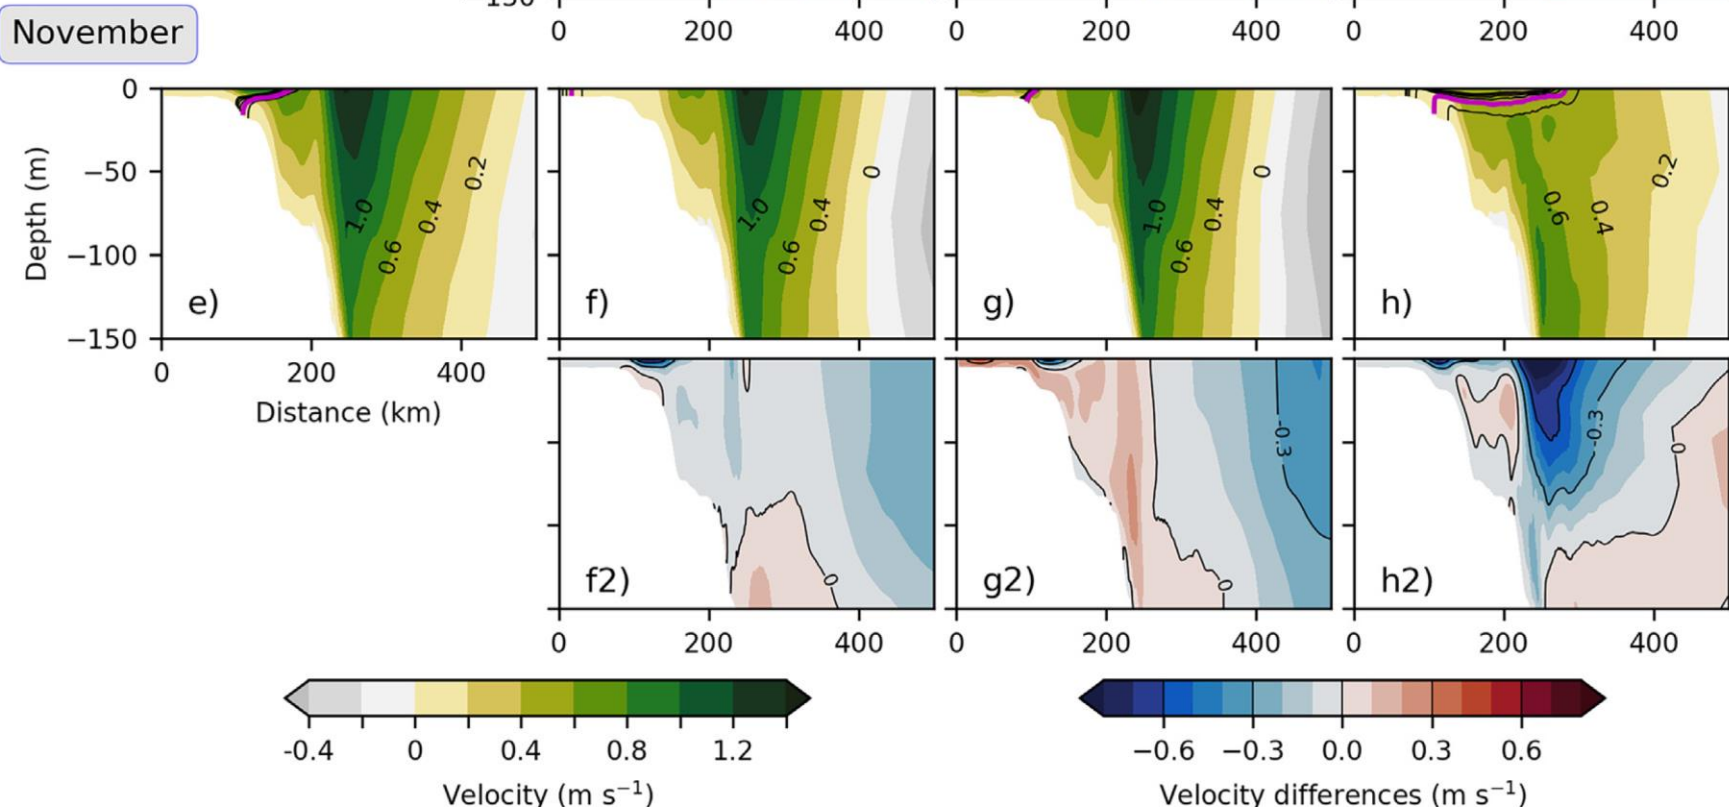 −150
November
0 200 400 0 200 400 0 200 400
0
−50
−100
−150
Depth (m)
1.0 0.6 0.4 0.2
e)
1.0 0.6 0.4 0
f)
1.0 0.6 0.4 0
g)
0.6 0.4 0.2
h)
0 200 400
Distance (km)
0
f2)
-0.3
0
g2)
-0.3
0
h2)
0 200 400 0 200 400 0 200 400
-0.4 0 0.4 0.8 1.2
Velocity (m s⁻¹)
−0.6 −0.3 0.0 0.3 0.6
Velocity differences (m s⁻¹)